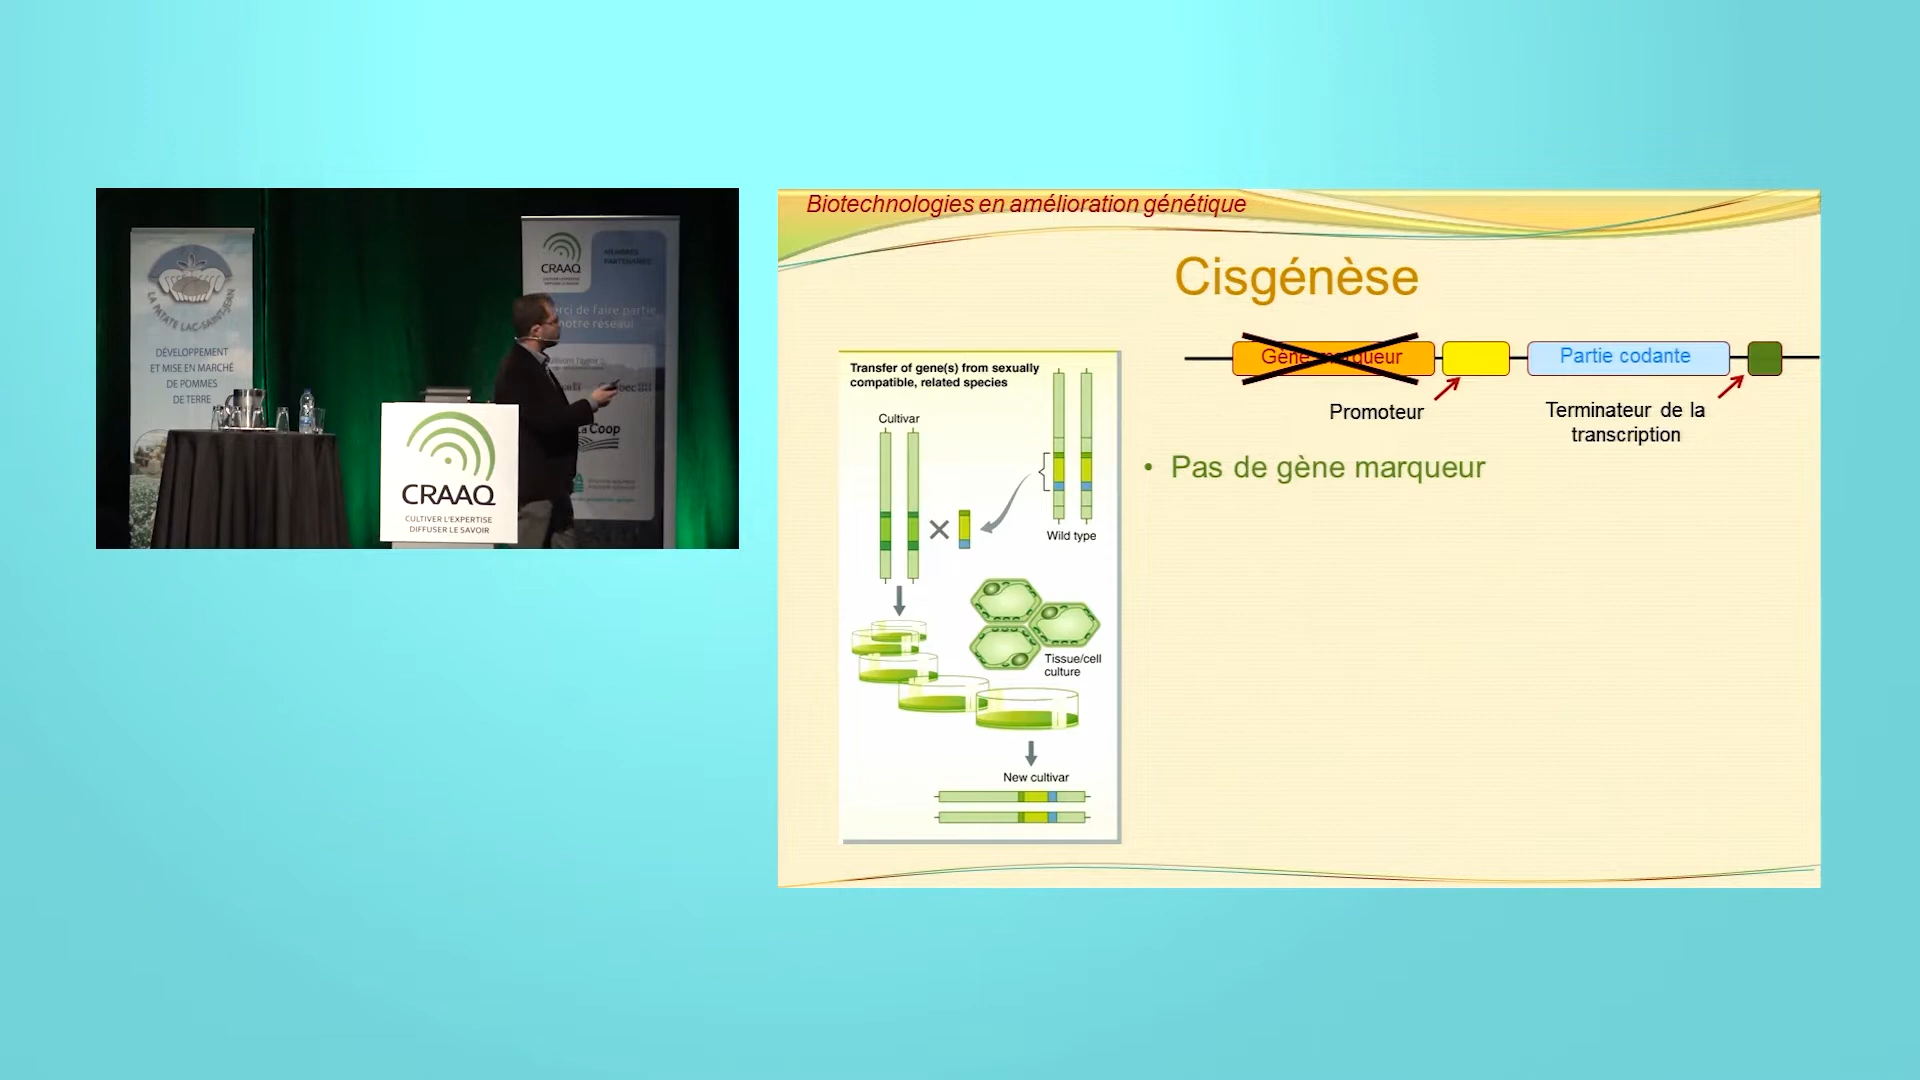 LA PATATE LAC-SAINT-JEAN
DÉVELOPPEMENT
ET MISE EN MARCHÉ
DE POMMES
DE TERRE
CRAAQ
MEMBRES
PARTENAIRES
erci de faire partie
notre réseau!
La Coop
CRAAQ
CULTIVER L'EXPERTISE
DIFFUSER LE SAVOIR
Biotechnologies en amélioration génétique
Cisgénèse
Gène marqueur
Partie codante
Promoteur
Terminateur de la
transcription
• Pas de gène marqueur
Transfer of gene(s) from sexually
compatible, related species
Cultivar
Wild type
Tissue/cell
culture
New cultivar